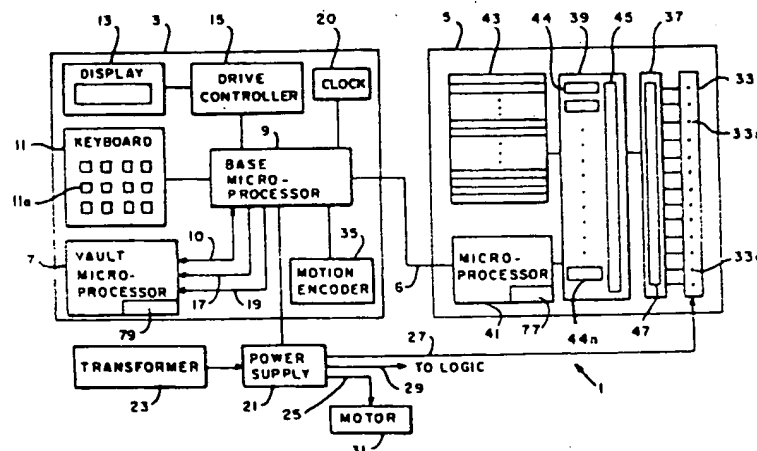 13
3
15
20
5
43
44
39
45
37
DISPLAY
DRIVE
CONTROLLER
CLOCK
33
11
KEYBOARD
9
BASE
MICRO-
PROCESSOR
11a
35
7
VAULT
MICRO-
PROCESSOR
10
17
19
MOTION
ENCODER
6
MICRO-
PROCESSOR
79
77
41
44n
47
27
TRANSFORMER
23
POWER
SUPPLY
21
25
29
TO LOGIC
1
MOTOR
31